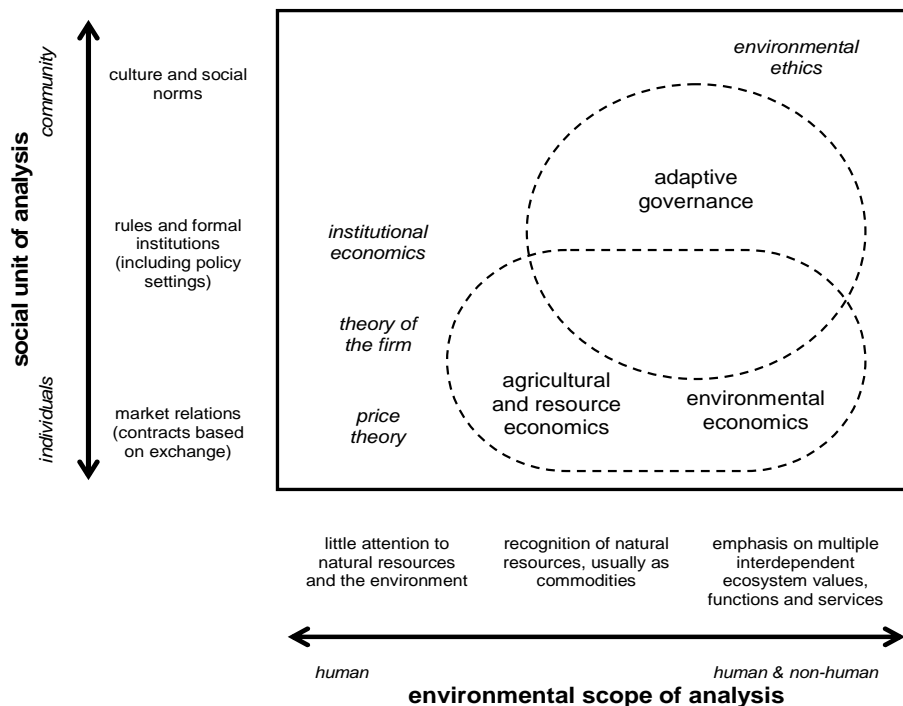 community
individuals
social unit of analysis
culture and social
norms
rules and formal
institutions
(including policy
settings)
market relations
(contracts based
on exchange)
environmental
ethics
adaptive
governance
institutional
economics
theory of
the firm
price
theory
agricultural
and resource
economics
environmental
economics
little attention to
natural resources
and the environment
recognition of natural
resources, usually as
commodities
emphasis on multiple
interdependent
ecosystem values,
functions and services
human
human & non-human
environmental scope of analysis